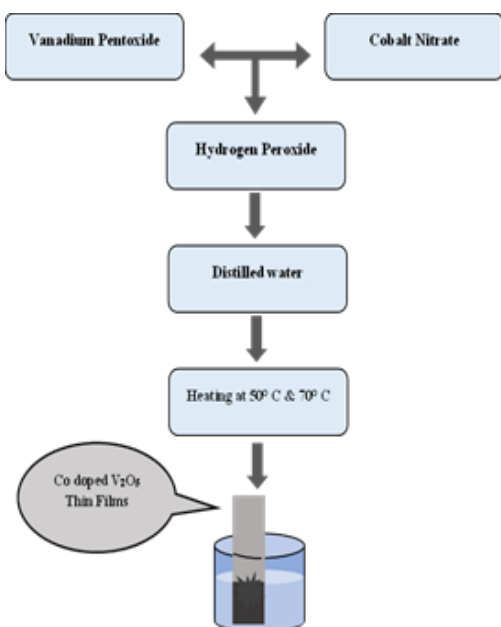 Vanadium Pentoxide
Cobalt Nitrate
Hydrogen Peroxide
Distilled water
Heating at 50° C & 70° C
Co doped V₂O₅
Thin Films